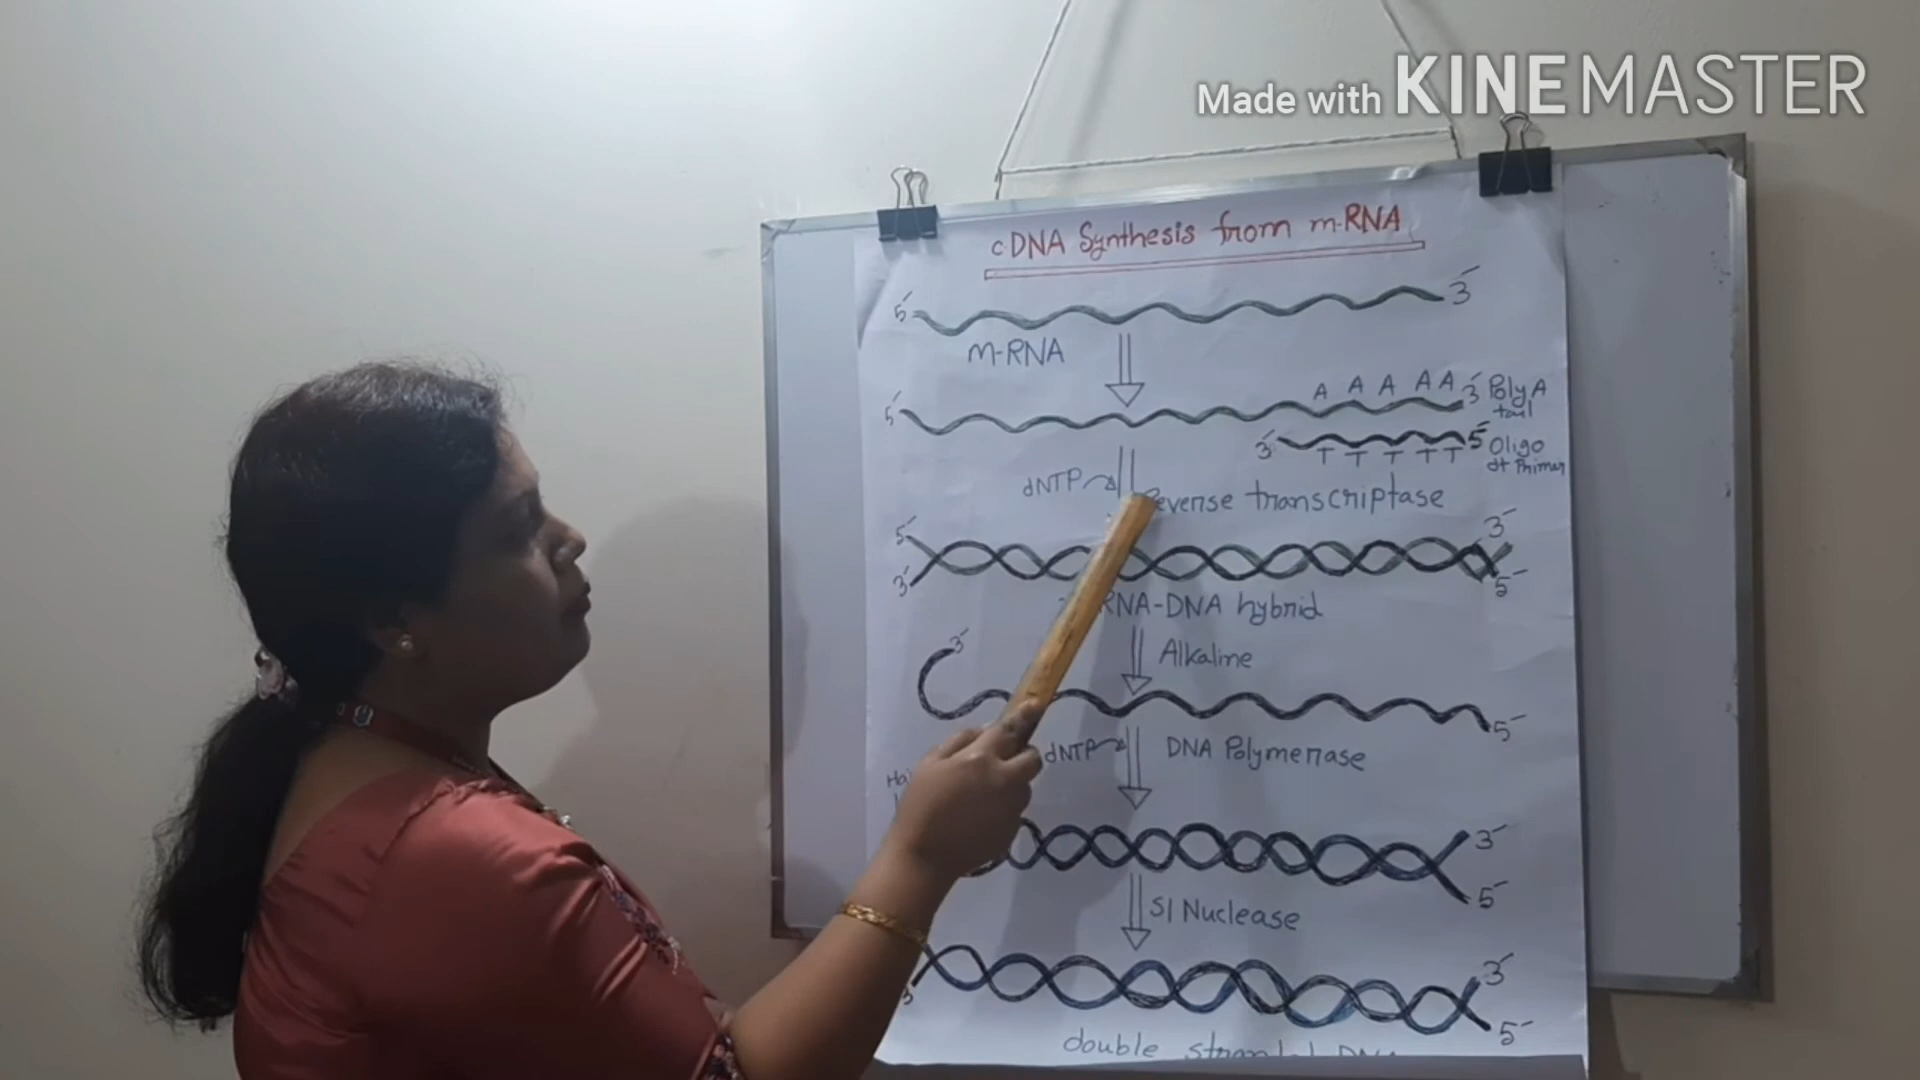 Made with KINEMASTER
cDNA Synthesis from m-RNA
5´ 3´
m-RNA
A A A A A 3´ Poly A
tail
5´
3´ T T T T T 5´ Oligo
dt Primer
dNTP
everse transcriptase
5´ 3´
3´ 5´
RNA-DNA hybrid
3´ Alkaline
5´
dNTP DNA Polymerase
3´
5´
S1 Nuclease
3´
5´
double